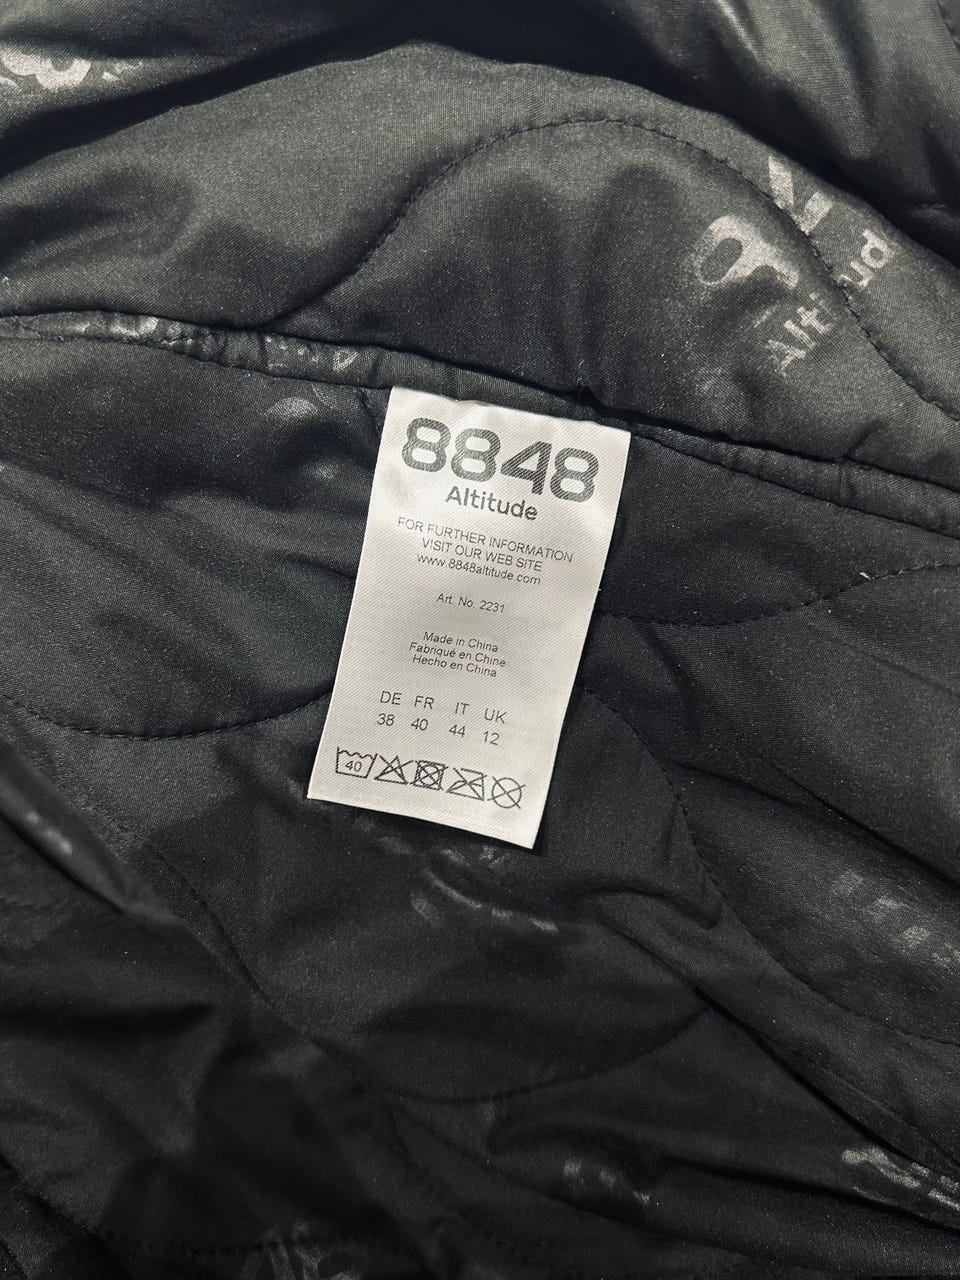 8848
Altitude
FOR FURTHER INFORMATION
VISIT OUR WEB SITE
www.8848altitude.com
Art. No. 2231
Made in China
Fabriqué en Chine
Hecho en China
DE FR IT UK
38 40 44 12
40
Altitud